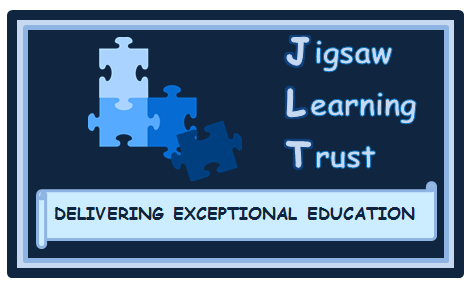 Jigsaw
Learning
Trust
DELIVERING EXCEPTIONAL EDUCATION